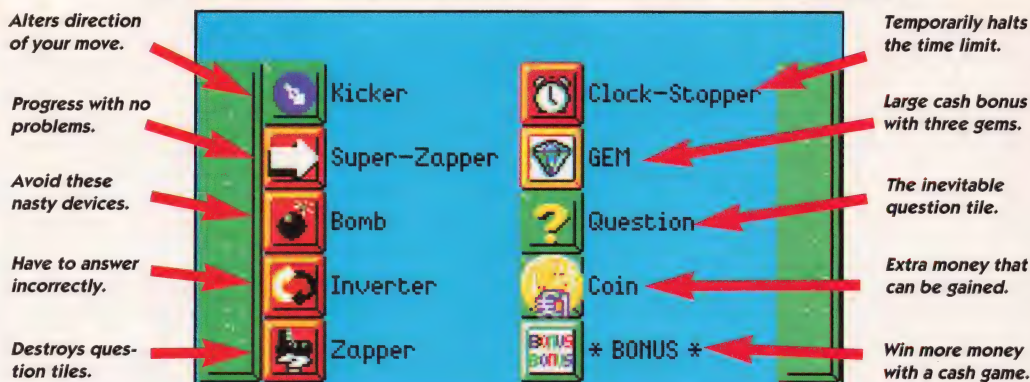 Alters direction
of your move.
Progress with no
problems.
Avoid these
nasty devices.
Have to answer
incorrectly.
Destroys ques-
tion tiles.
Kicker
Super-Zapper
Bomb
Inverter
Zapper
Clock-Stopper
GEM
?
Question
Coin
BONUS
BONUS
* BONUS *
Temporarily halts
the time limit.
Large cash bonus
with three gems.
The inevitable
question tile.
Extra money that
can be gained.
Win more money
with a cash game.